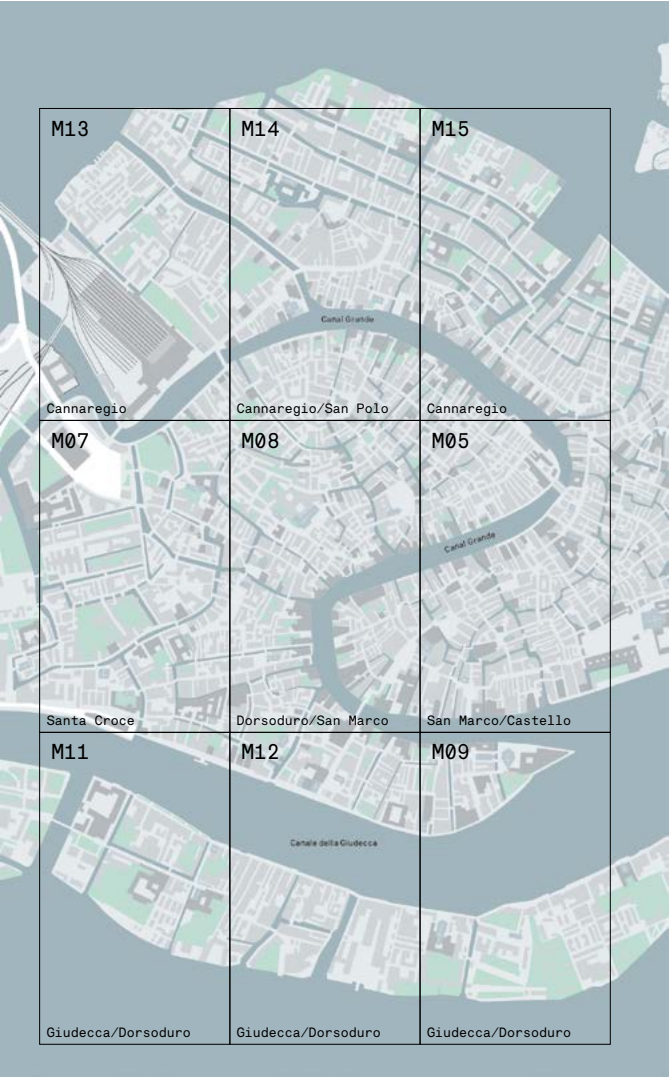 M13
M14
M15
Canal Grande
Cannaregio
Cannaregio/San Polo
Cannaregio
M07
M08
M05
Canal Grande
Santa Croce
Dorsoduro/San Marco
San Marco/Castello
M11
M12
M09
Canale della Giudecca
Giudecca/Dorsoduro
Giudecca/Dorsoduro
Giudecca/Dorsoduro